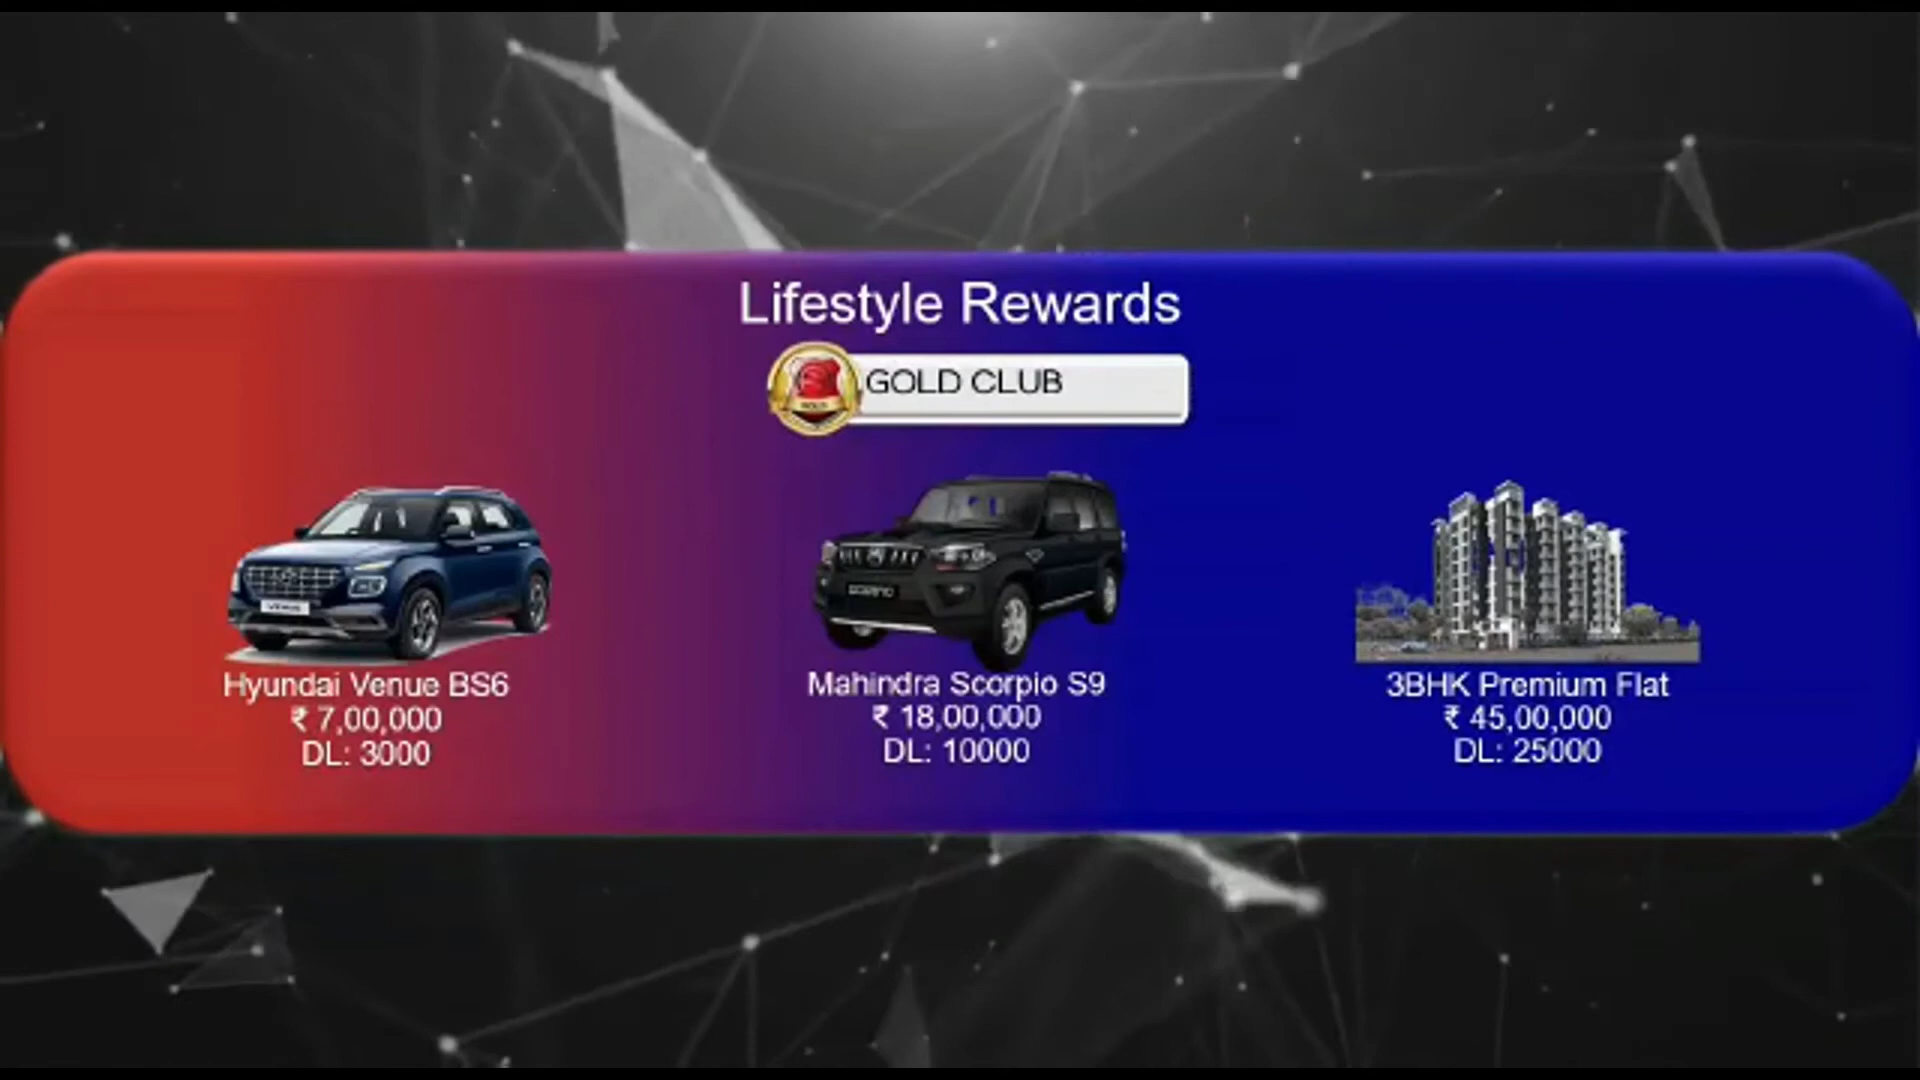 Lifestyle Rewards
GOLD CLUB
Hyundai Venue BS6
₹ 7,00,000
DL: 3000
Mahindra Scorpio S9
₹ 18,00,000
DL: 10000
3BHK Premium Flat
₹ 45,00,000
DL: 25000